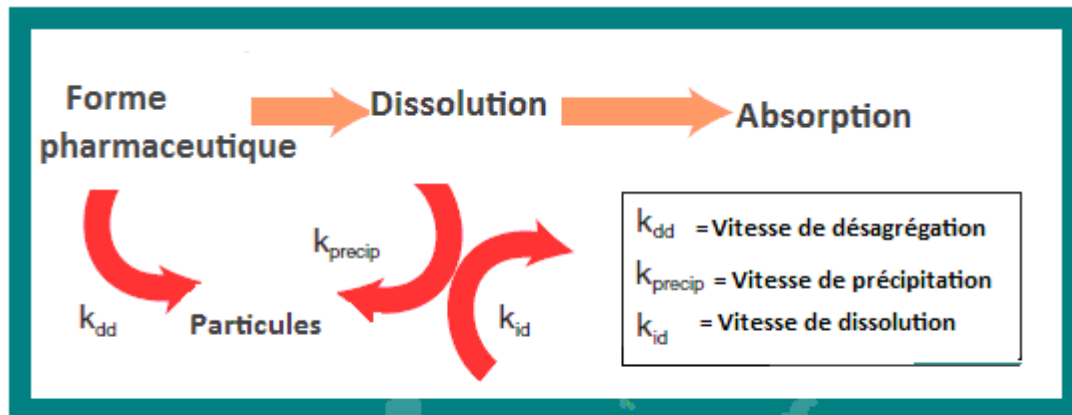 Forme
pharmaceutique
Dissolution
Absorption
kdd
Particules
kprecip
kid
kdd = Vitesse de désagrégation
kprecip = Vitesse de précipitation
kid = Vitesse de dissolution